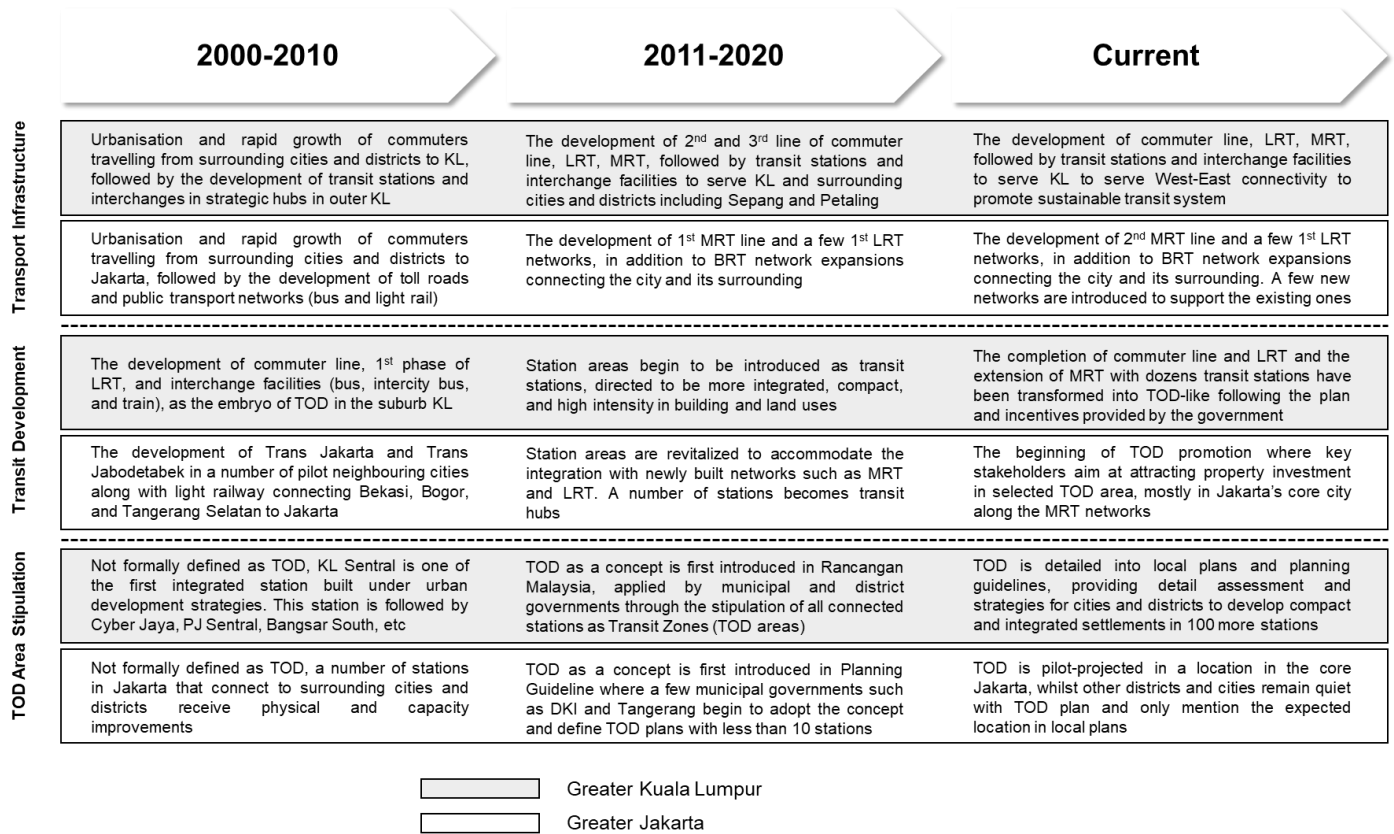 2000-2010
2011-2020
Current
Transport Infrastructure
Urbanisation and rapid growth of commuters
travelling from surrounding cities and districts to KL,
followed by the development of transit stations and
interchanges in strategic hubs in outer KL
The development of 2nd and 3rd line of commuter
line, LRT, MRT, followed by transit stations and
interchange facilities to serve KL and surrounding
cities and districts including Sepang and Petaling
The development of commuter line, LRT, MRT,
followed by transit stations and interchange facilities
to serve KL to serve West-East connectivity to
promote sustainable transit system
Urbanisation and rapid growth of commuters
travelling from surrounding cities and districts to
Jakarta, followed by the development of toll roads
and public transport networks (bus and light rail)
The development of 1st MRT line and a few 1st LRT
networks, in addition to BRT network expansions
connecting the city and its surrounding
The development of 2nd MRT line and a few 1st LRT
networks, in addition to BRT network expansions
connecting the city and its surrounding. A few new
networks are introduced to support the existing ones
Transit Development
The development of commuter line, 1st phase of
LRT, and interchange facilities (bus, intercity bus,
and train), as the embryo of TOD in the suburb KL
Station areas begin to be introduced as transit
stations, directed to be more integrated, compact,
and high intensity in building and land uses
The completion of commuter line and LRT and the
extension of MRT with dozens transit stations have
been transformed into TOD-like following the plan
and incentives provided by the government
The development of Trans Jakarta and Trans
Jabodetabek in a number of pilot neighbouring cities
along with light railway connecting Bekasi, Bogor,
and Tangerang Selatan to Jakarta
Station areas are revitalized to accommodate the
integration with newly built networks such as MRT
and LRT. A number of stations becomes transit
hubs
The beginning of TOD promotion where key
stakeholders aim at attracting property investment
in selected TOD area, mostly in Jakarta's core city
along the MRT networks
TOD Area Stipulation
Not formally defined as TOD, KL Sentral is one of
the first integrated station built under urban
development strategies. This station is followed by
Cyber Jaya, PJ Sentral, Bangsar South, etc
TOD as a concept is first introduced in Rancangan
Malaysia, applied by municipal and district
governments through the stipulation of all connected
stations as Transit Zones (TOD areas)
TOD is detailed into local plans and planning
guidelines, providing detail assessment and
strategies for cities and districts to develop compact
and integrated settlements in 100 more stations
Not formally defined as TOD, a number of stations
in Jakarta that connect to surrounding cities and
districts receive physical and capacity
improvements
TOD as a concept is first introduced in Planning
Guideline where a few municipal governments such
as DKI and Tangerang begin to adopt the concept
and define TOD plans with less than 10 stations
TOD is pilot-projected in a location in the core
Jakarta, whilst other districts and cities remain quiet
with TOD plan and only mention the expected
location in local plans
Greater Kuala Lumpur
Greater Jakarta